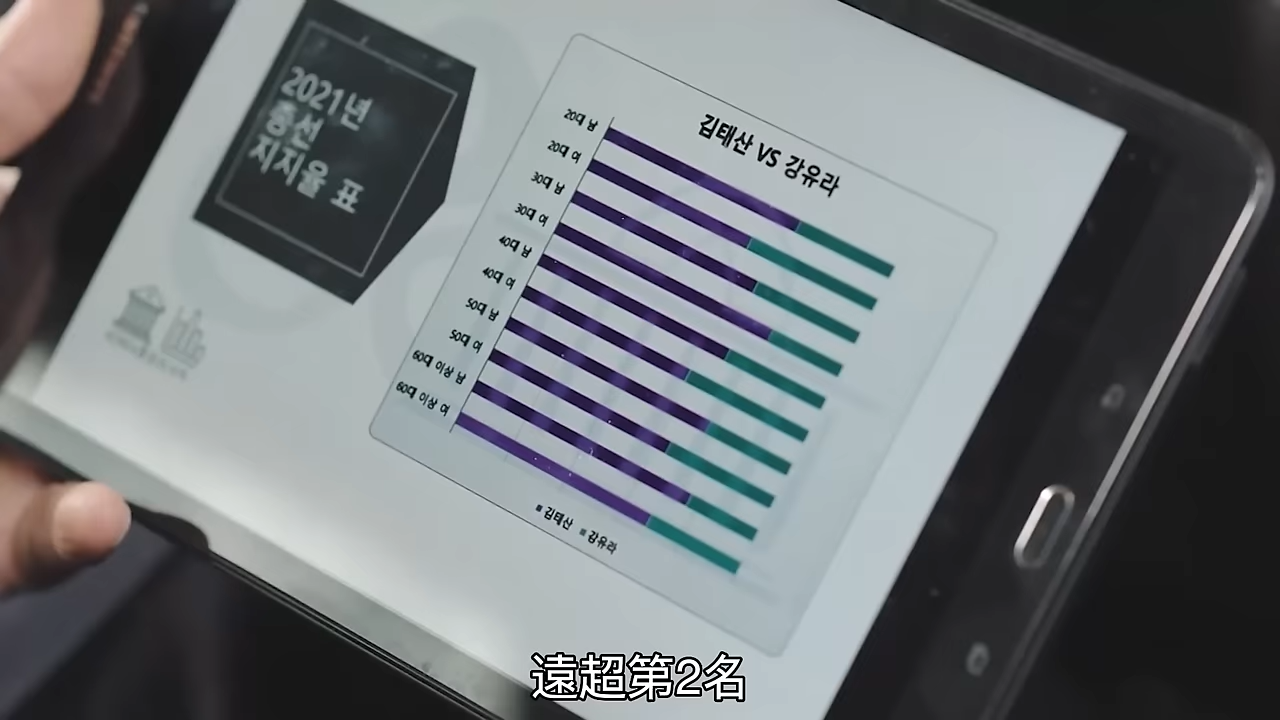 2021년
총선
지지율 표
김태산 VS 강유라
20대 남
20대 여
30대 남
30대 여
40대 남
40대 여
50대 남
50대 여
60대 이상 남
60대 이상 여
■ 김태산 ■ 강유라
遠超第2名